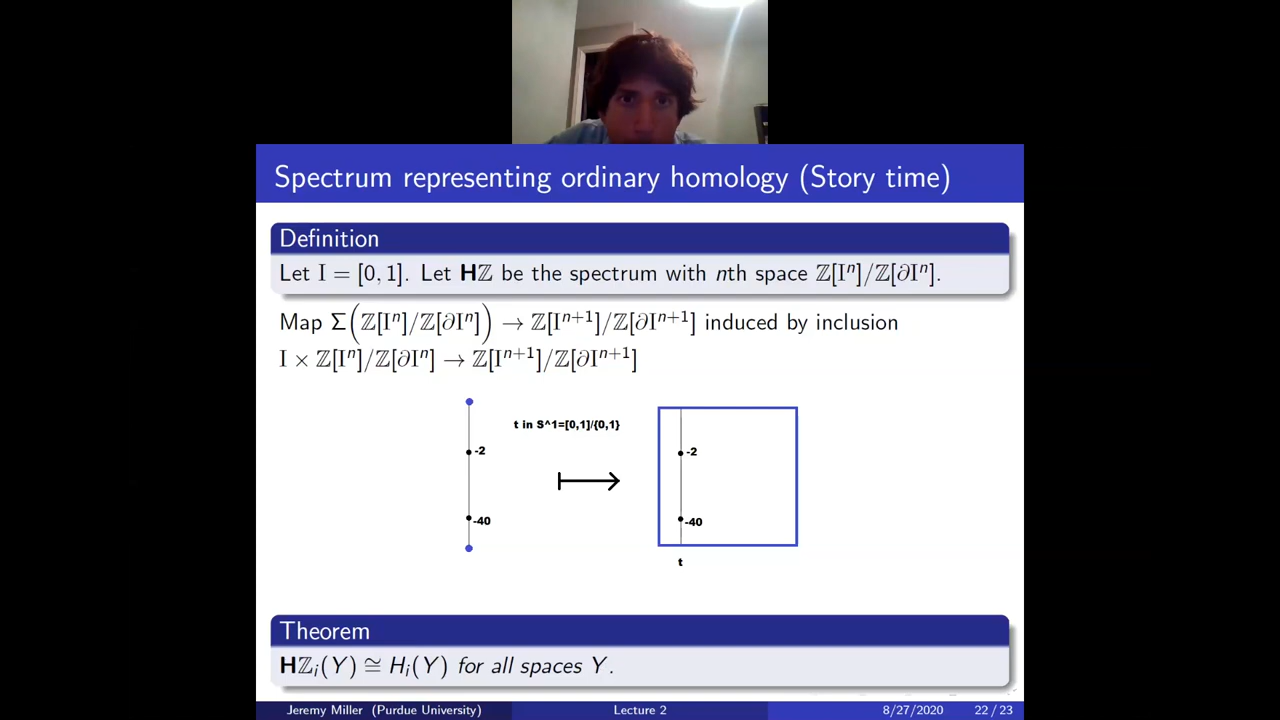 Spectrum representing ordinary homology (Story time)
Definition
Let I = [0, 1]. Let Hℤ be the spectrum with nth space ℤ[Iⁿ]/ℤ[∂Iⁿ].
Map Σ(ℤ[Iⁿ]/ℤ[∂Iⁿ]) → ℤ[Iⁿ⁺¹]/ℤ[∂Iⁿ⁺¹] induced by inclusion
I × ℤ[Iⁿ]/ℤ[∂Iⁿ] → ℤ[Iⁿ⁺¹]/ℤ[∂Iⁿ⁺¹]
t in S^1=[0,1]/{0,1}
-2
-2
-40
-40
t
Theorem
Hℤᵢ(Y) ≅ Hᵢ(Y) for all spaces Y.
Jeremy Miller (Purdue University) Lecture 2 8/27/2020 22 / 23